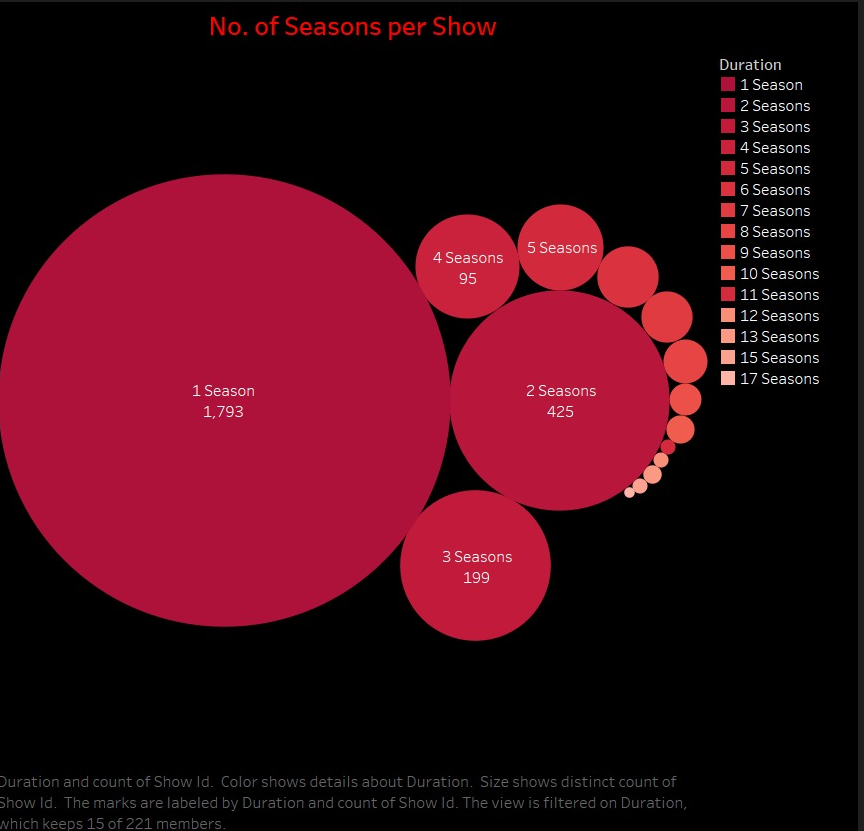 No. of Seasons per Show
Duration
1 Season
2 Seasons
3 Seasons
4 Seasons
5 Seasons
6 Seasons
7 Seasons
8 Seasons
9 Seasons
10 Seasons
11 Seasons
12 Seasons
13 Seasons
15 Seasons
17 Seasons
4 Seasons
95
5 Seasons
1 Season
1,793
2 Seasons
425
3 Seasons
199
Duration and count of Show Id.  Color shows details about Duration.  Size shows distinct count of
Show Id.  The marks are labeled by Duration and count of Show Id. The view is filtered on Duration,
which keeps 15 of 221 members.